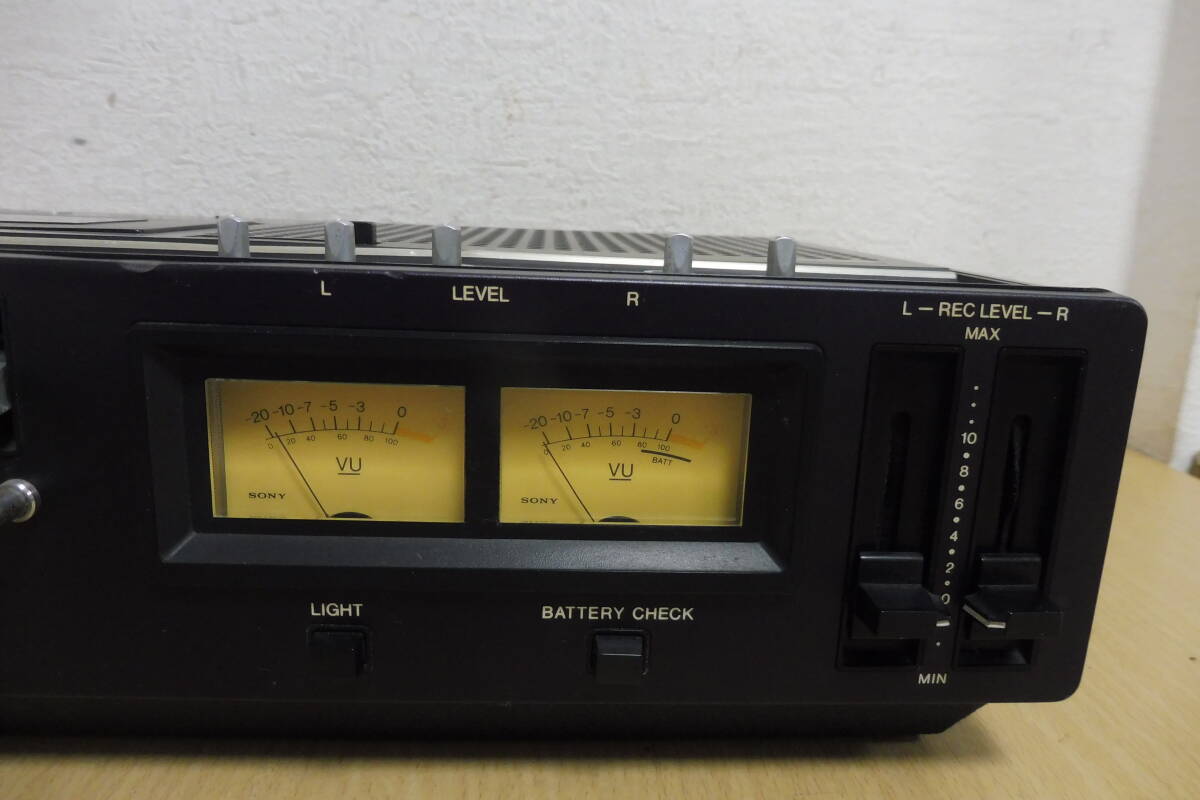 L LEVEL R
L – REC LEVEL – R
MAX
-20 -10 -7 -5 -3 0
0 20 40 60 80 100
VU
SONY
-20 -10 -7 -5 -3 0
0 20 40 60 80 100
BATT
VU
SONY
10
8
6
4
2
0
MIN
LIGHT
BATTERY CHECK